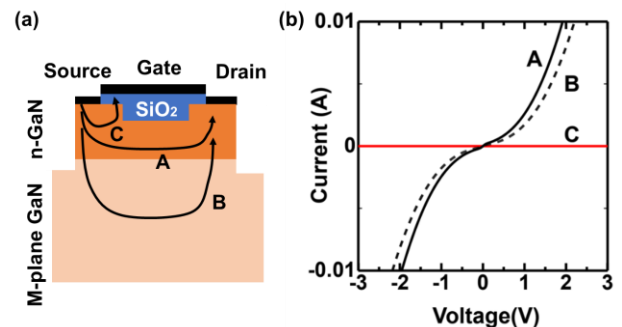 (a)
Source Gate Drain
SiO₂
n-GaN
C
A
B
M-plane GaN
(b)
0.01
A
B
Current (A)
0
C
-0.01
-3 -2 -1 0 1 2 3
Voltage(V)